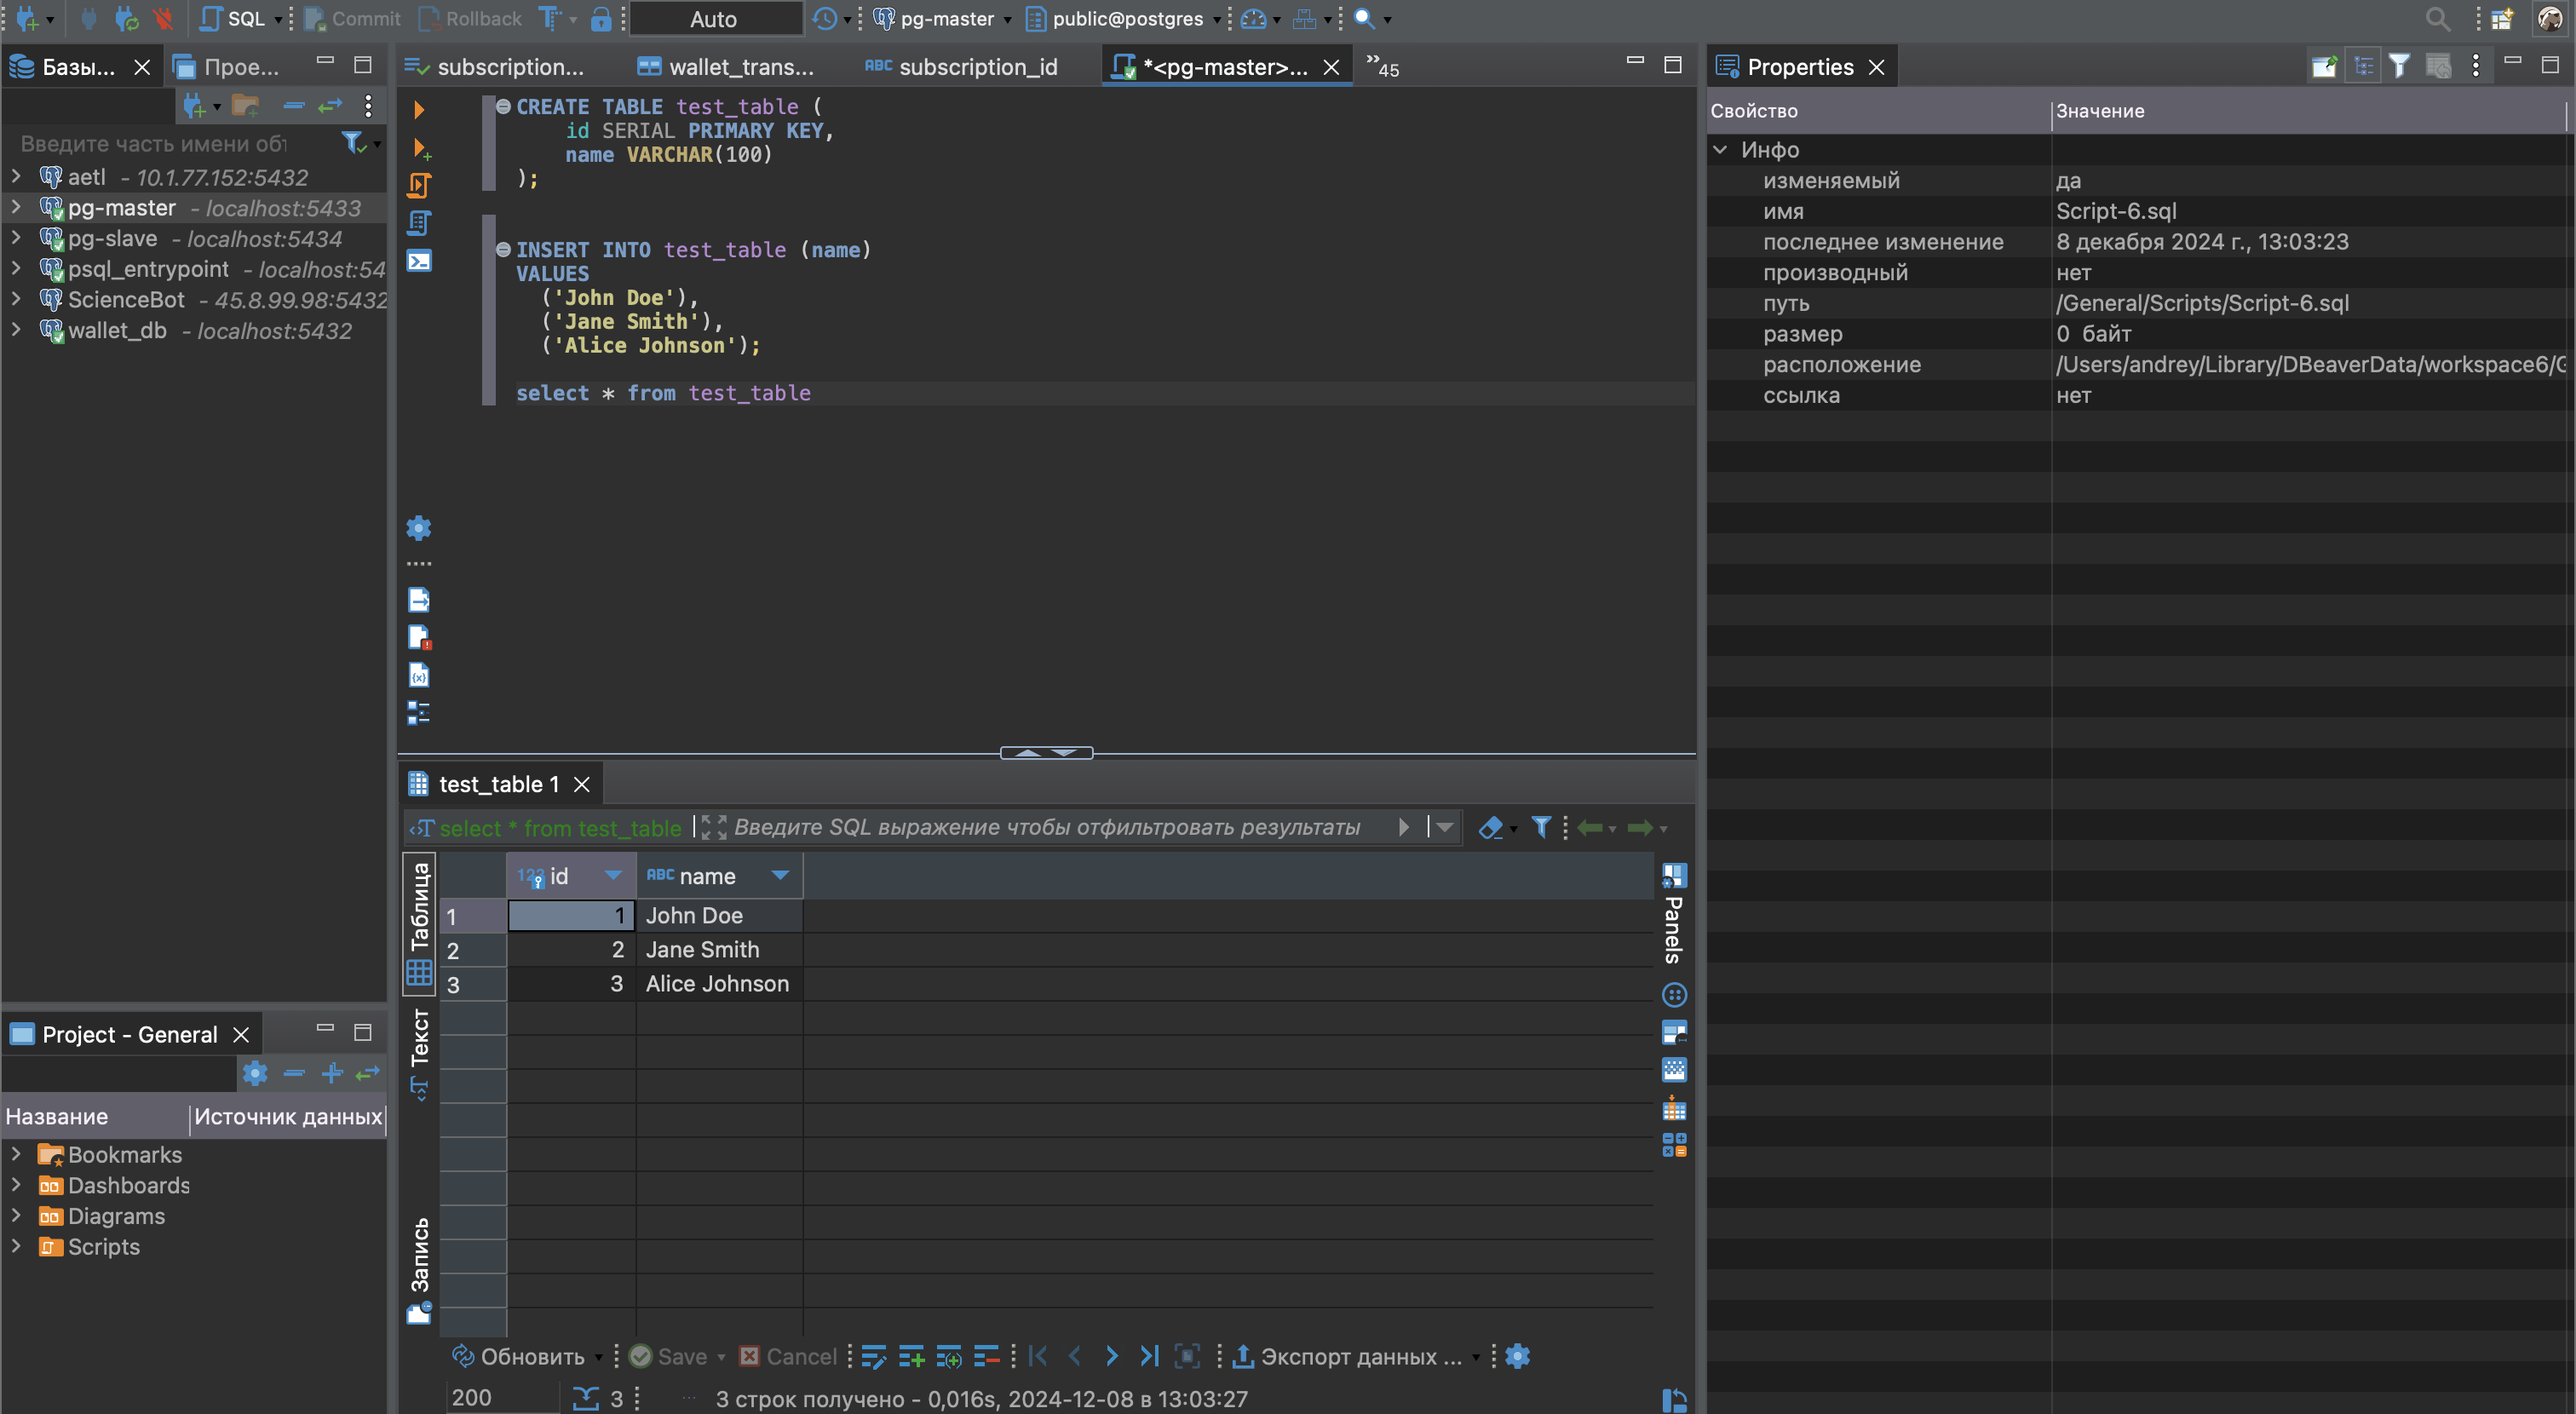 SQL
Commit
Rollback
Auto
pg-master
public@postgres
Базы...
Прое...
Введите часть имени об
aetl - 10.1.77.152:5432
pg-master - localhost:5433
pg-slave - localhost:5434
psql_entrypoint - localhost:54
ScienceBot - 45.8.99.98:5432
wallet_db - localhost:5432
subscription...
wallet_trans...
ABC subscription_id
*<pg-master>...
»45
CREATE TABLE test_table (
id SERIAL PRIMARY KEY,
name VARCHAR(100)
);
INSERT INTO test_table (name)
VALUES
('John Doe'),
('Jane Smith'),
('Alice Johnson');
select * from test_table
test_table 1
select * from test_table
Введите SQL выражение чтобы отфильтровать результаты
Таблица
Текст
Запись
123 id
ABC name
1 1 John Doe
2 2 Jane Smith
3 3 Alice Johnson
Panels
Обновить
Save
Cancel
Экспорт данных ...
200
3
3 строк получено - 0,016s, 2024-12-08 в 13:03:27
Project - General
Название
Источник данных
Bookmarks
Dashboards
Diagrams
Scripts
Properties
Свойство Значение
Инфо
изменяемый да
имя Script-6.sql
последнее изменение 8 декабря 2024 г., 13:03:23
производный нет
путь /General/Scripts/Script-6.sql
размер 0 байт
расположение /Users/andrey/Library/DBeaverData/workspace6/
ссылка нет